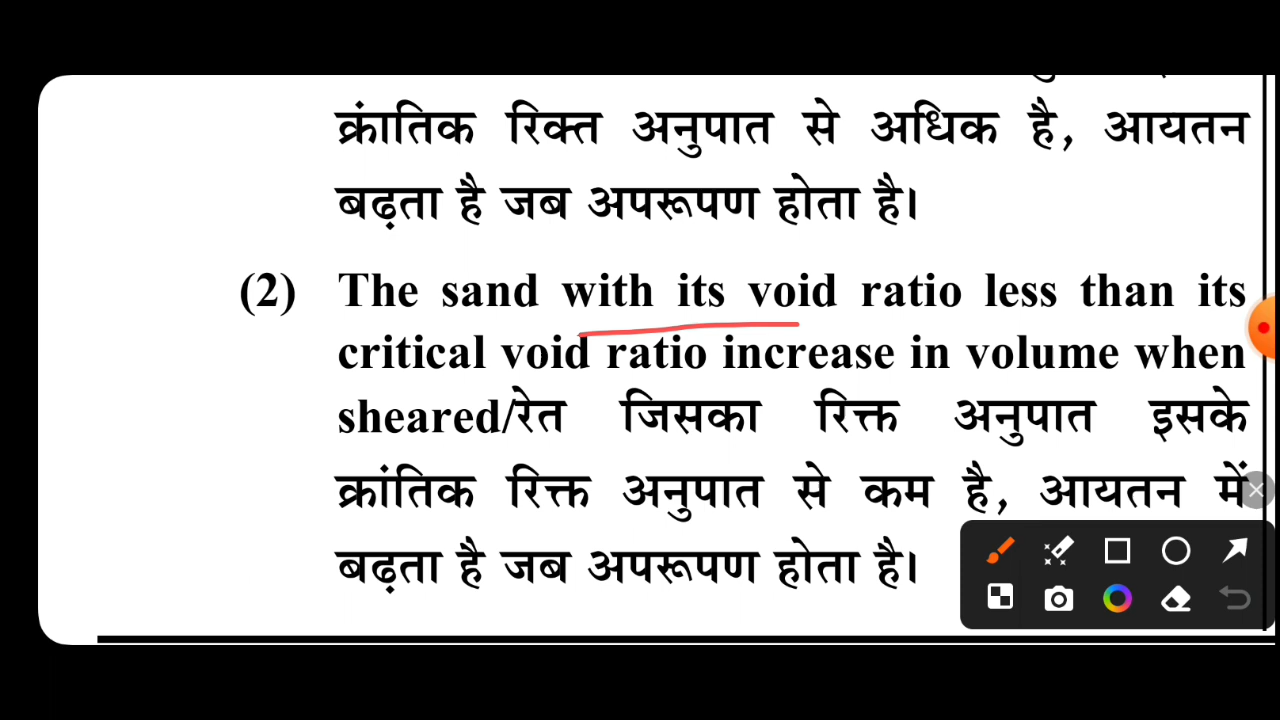 क्रांतिक रिक्त अनुपात से अधिक है, आयतन
बढ़ता है जब अपरूपण होता है।
(2) The sand with its void ratio less than its
critical void ratio increase in volume when
sheared/रेत जिसका रिक्त अनुपात इसके
क्रांतिक रिक्त अनुपात से कम है, आयतन में
बढ़ता है जब अपरूपण होता है।